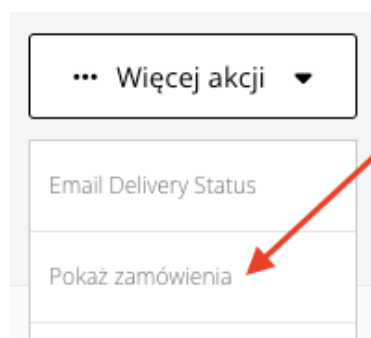 ••• Więcej akcji
Email Delivery Status
Pokaż zamówienia